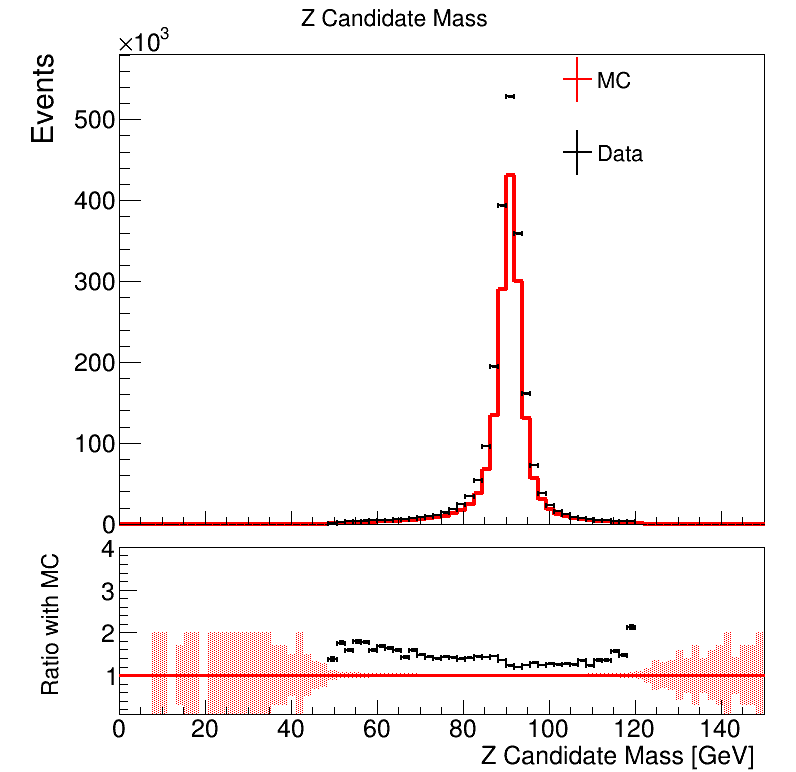 Z Candidate Mass
×10³
Events
500
400
300
200
100
0
MC
Data
Ratio with MC
4
3
2
1
0 20 40 60 80 100 120 140
Z Candidate Mass [GeV]